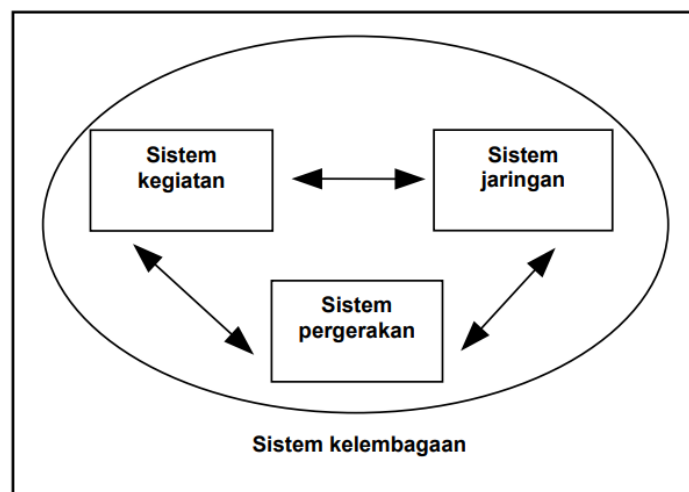 Sistem
kegiatan
Sistem
jaringan
Sistem
pergerakan
Sistem kelembagaan